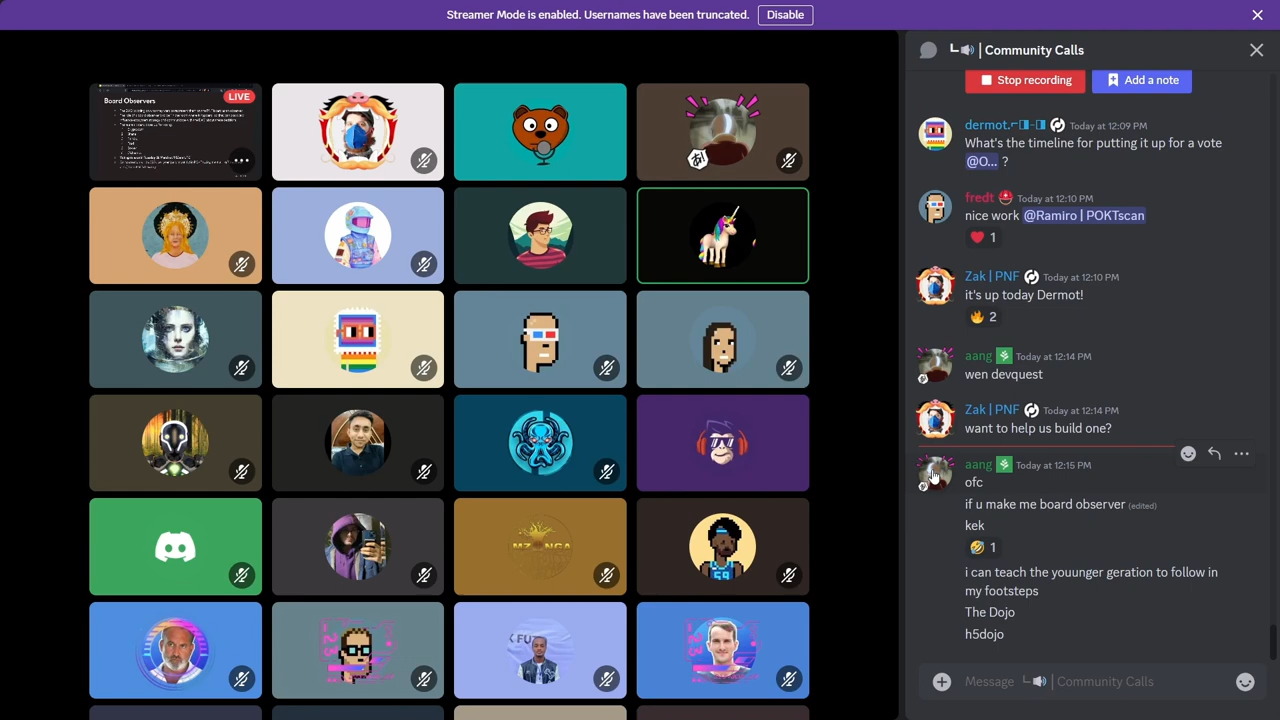 Streamer Mode is enabled. Usernames have been truncated.
Disable
Board Observers
LIVE
Community Calls
Stop recording
Add a note
dermot. Today at 12:09 PM
What's the timeline for putting it up for a vote
@O... ?
fredt Today at 12:10 PM
nice work @Ramiro | POKTscan
1
Zak | PNF Today at 12:10 PM
it's up today Dermot!
2
aang Today at 12:14 PM
wen devquest
Zak | PNF Today at 12:14 PM
want to help us build one?
aang Today at 12:15 PM
ofc
if u make me board observer (edited)
kek
1
i can teach the youunger geration to follow in
my footsteps
The Dojo
h5dojo
MZONGA
59
Message Community Calls